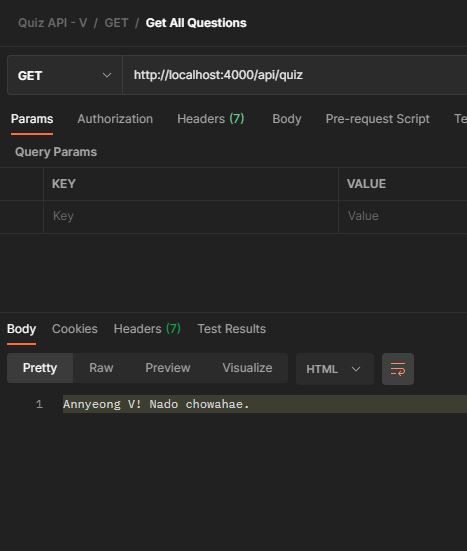 Quiz API - V / GET / Get All Questions
GET http://localhost:4000/api/quiz
Params Authorization Headers (7) Body Pre-request Script Te
Query Params
KEY VALUE
Key Value
Body Cookies Headers (7) Test Results
Pretty Raw Preview Visualize HTML
1 Annyeong V! Nado chowahae.